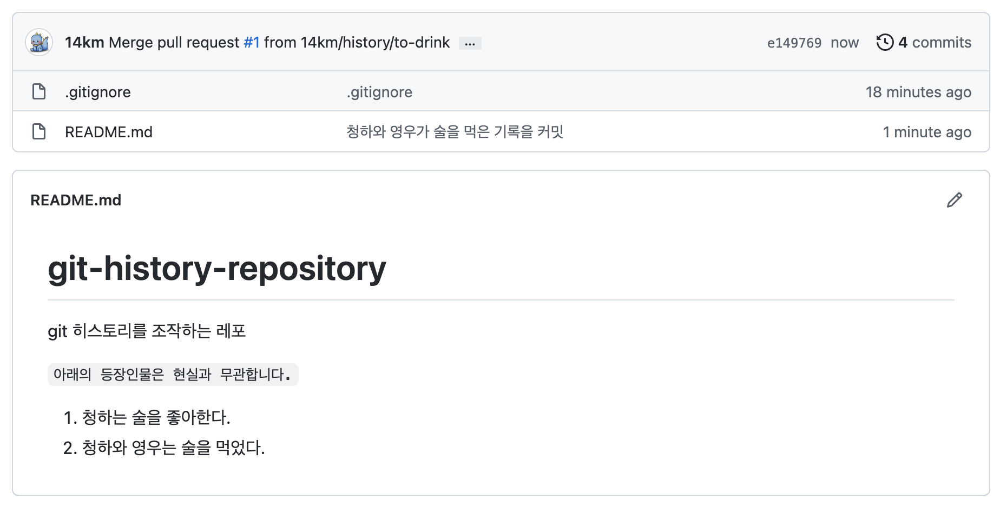 14km Merge pull request #1 from 14km/history/to-drink ... e149769 now 4 commits
.gitignore .gitignore 18 minutes ago
README.md 청하와 영우가 술을 먹은 기록을 커밋 1 minute ago
README.md
git-history-repository
git 히스토리를 조작하는 레포
아래의 등장인물은 현실과 무관합니다.
1. 청하는 술을 좋아한다.
2. 청하와 영우는 술을 먹었다.